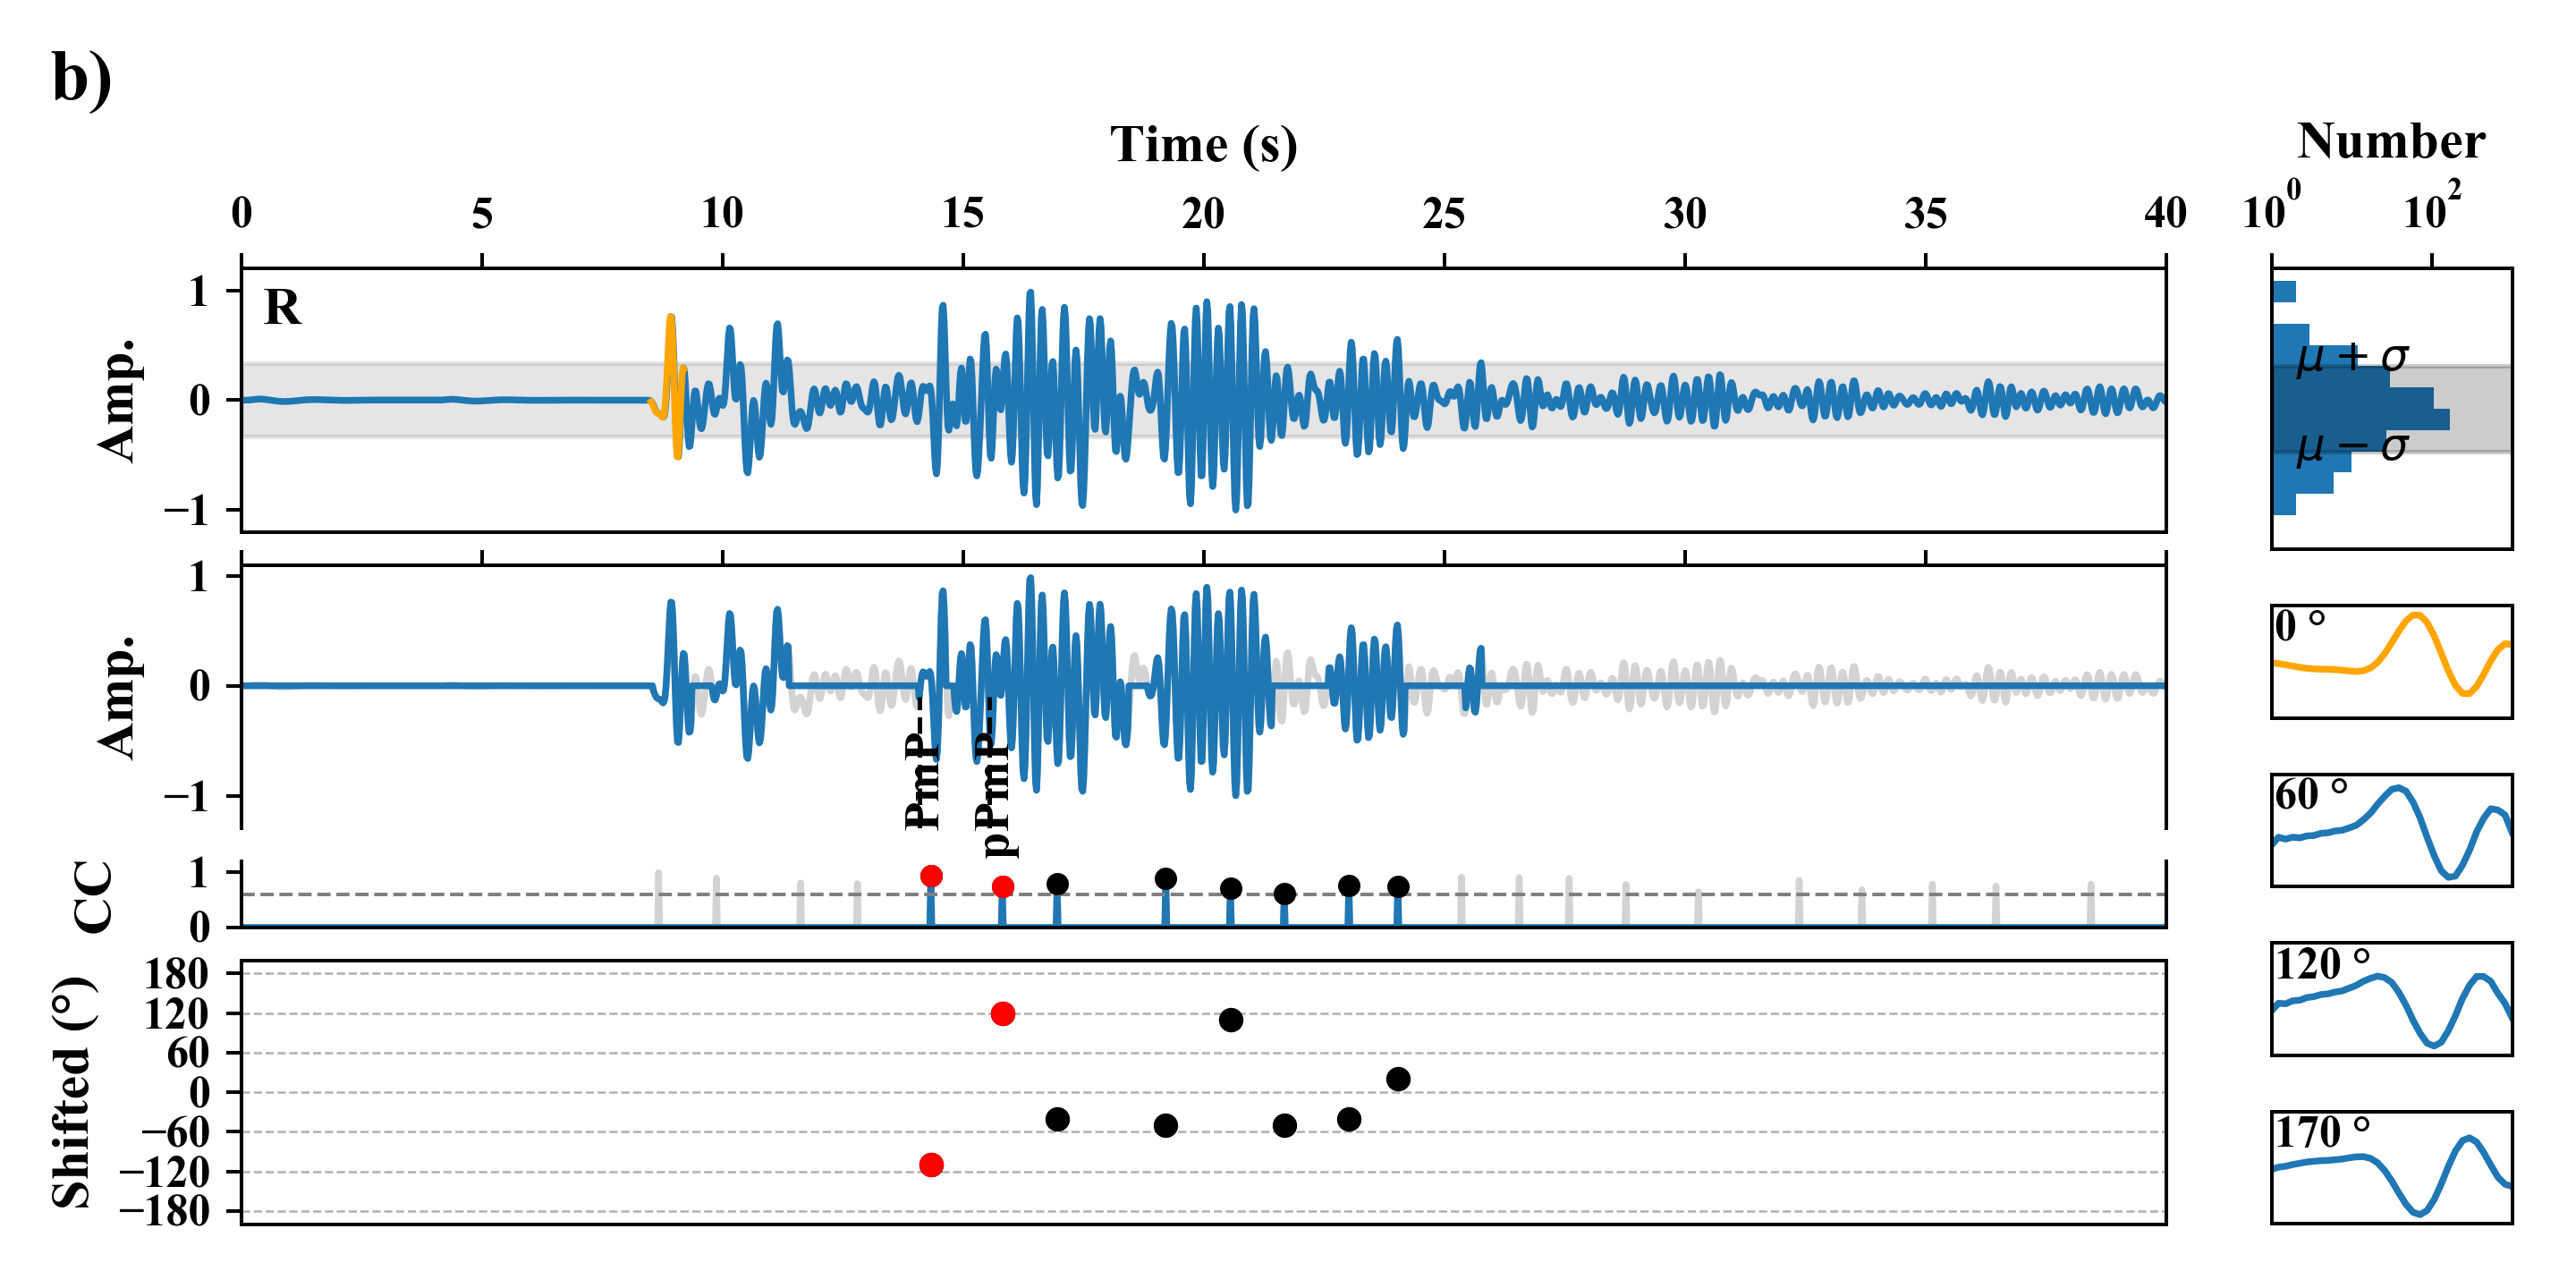 b)
Time (s)
Number
0 5 10 15 20 25 30 35 40
10^0 10^2
R
Amp.
1
0
−1
μ + σ
μ − σ
Amp.
1
0
−1
PmP
pPmP
0 °
60 °
CC
1
0
120 °
Shifted (°)
180
120
60
0
−60
−120
−180
170 °